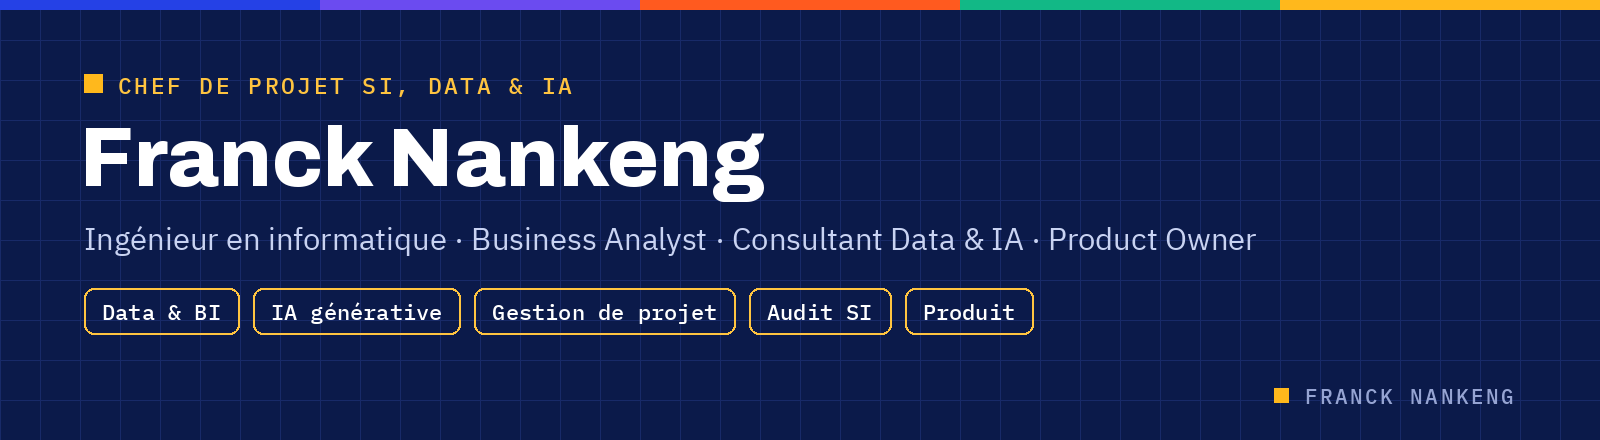 CHEF DE PROJET SI, DATA & IA
Franck Nankeng
Ingénieur en informatique · Business Analyst · Consultant Data & IA · Product Owner
Data & BI IA générative Gestion de projet Audit SI Produit
FRANCK NANKENG